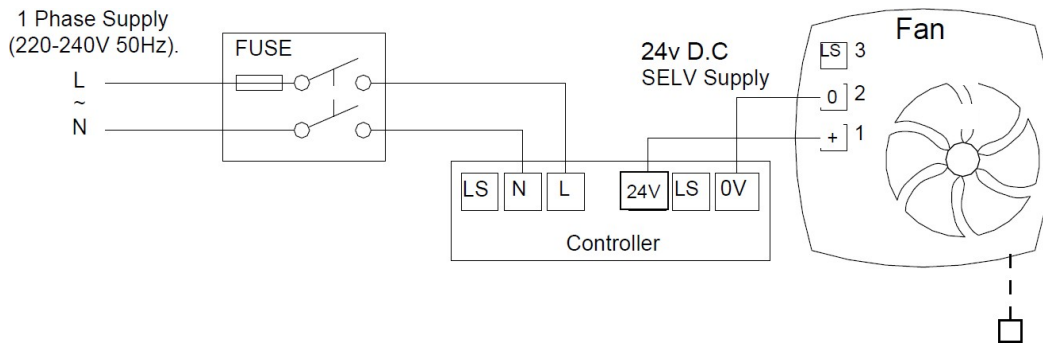 1 Phase Supply
(220-240V 50Hz).
L
~
N
FUSE
24v D.C
SELV Supply
Fan
LS 3
0 2
+ 1
LS N L 24V LS 0V
Controller